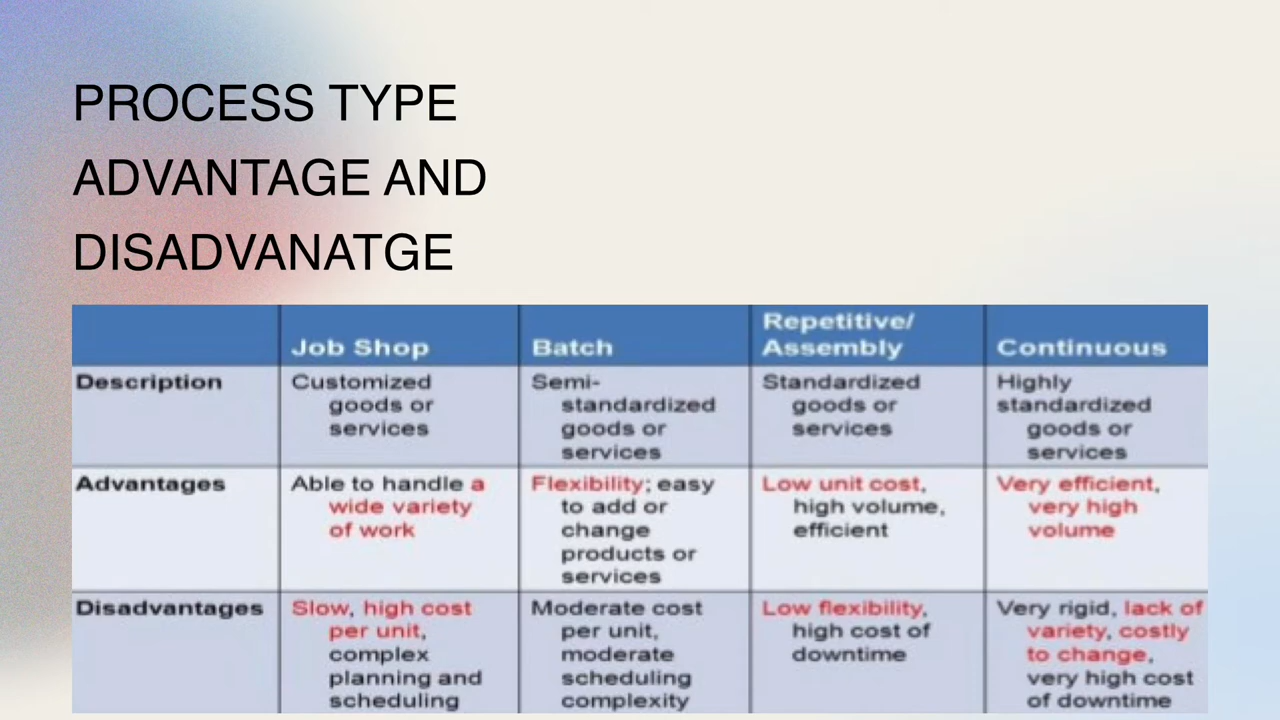 PROCESS TYPE
ADVANTAGE AND
DISADVANATGE
Job Shop
Batch
Repetitive/
Assembly
Continuous
Description
Customized
goods or
services
Semi-
standardized
goods or
services
Standardized
goods or
services
Highly
standardized
goods or
services
Advantages
Able to handle a
wide variety
of work
Flexibility; easy
to add or
change
products or
services
Low unit cost,
high volume,
efficient
Very efficient,
very high
volume
Disadvantages
Slow, high cost
per unit,
complex
planning and
scheduling
Moderate cost
per unit,
moderate
scheduling
complexity
Low flexibility,
high cost of
downtime
Very rigid, lack of
variety, costly
to change,
very high cost
of downtime